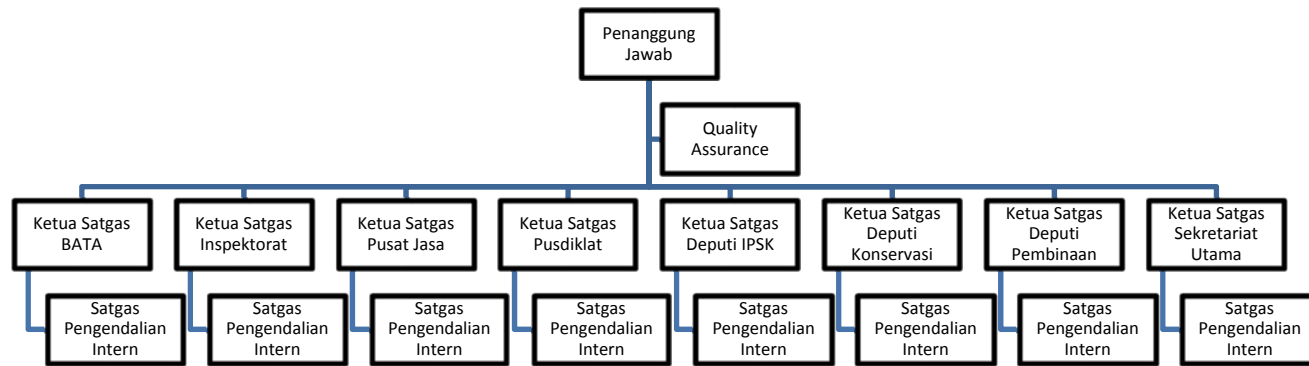 Penanggung
Jawab
Quality
Assurance
Ketua Satgas
BATA
Ketua Satgas
Inspektorat
Ketua Satgas
Pusat Jasa
Ketua Satgas
Pusdiklat
Ketua Satgas
Deputi IPSK
Ketua Satgas
Deputi
Konservasi
Ketua Satgas
Deputi
Pembinaan
Ketua Satgas
Sekretariat
Utama
Satgas
Pengendalian
Intern
Satgas
Pengendalian
Intern
Satgas
Pengendalian
Intern
Satgas
Pengendalian
Intern
Satgas
Pengendalian
Intern
Satgas
Pengendalian
Intern
Satgas
Pengendalian
Intern
Satgas
Pengendalian
Intern